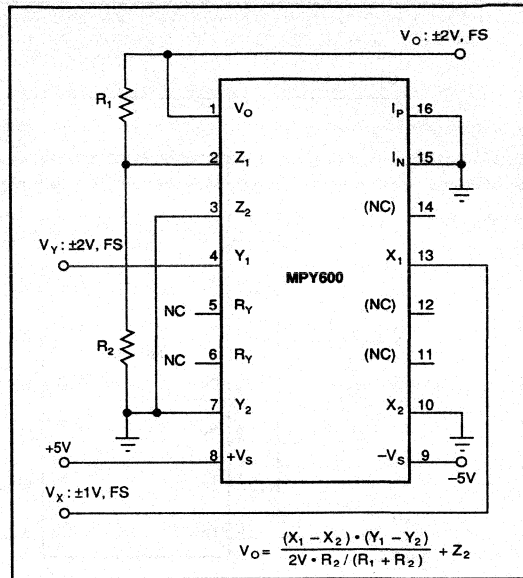 V_O : ±2V, FS
R_1
1 V_O I_P 16
2 Z_1 I_N 15
3 Z_2 (NC) 14
V_Y : ±2V, FS
4 Y_1 X_1 13
MPY600
NC 5 R_Y (NC) 12
R_2
NC 6 R_Y (NC) 11
7 Y_2 X_2 10
+5V
8 +V_S -V_S 9
-5V
V_X : ±1V, FS
V_O = (X_1 − X_2) • (Y_1 − Y_2) / 2V • R_2 / (R_1 + R_2) + Z_2